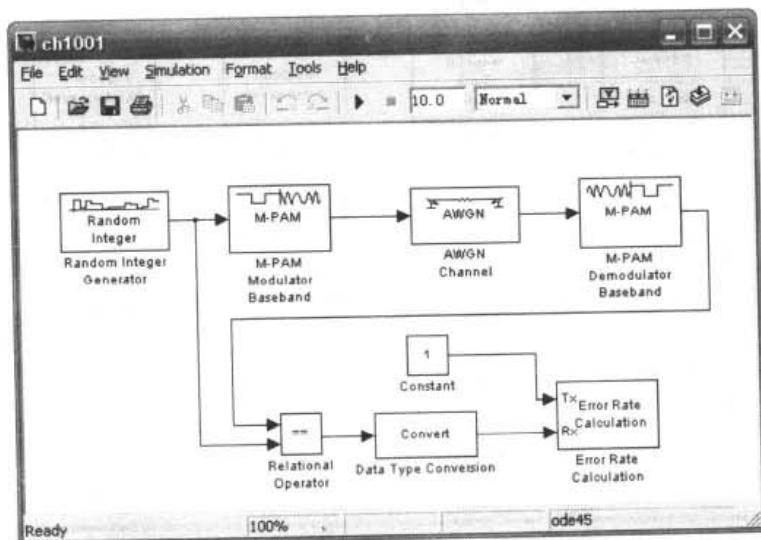 ch1001
File Edit View Simulation Format Tools Help
10.0 Normal
Random
Integer
Random Integer
Generator
M-PAM
M-PAM
Modulator
Baseband
AWGN
AWGN
Channel
M-PAM
M-PAM
Demodulator
Baseband
1
Constant
Tx
Rx
Error Rate
Calculation
Error Rate
Calculation
==
Relational
Operator
Convert
Data Type Conversion
Ready 100% ode45